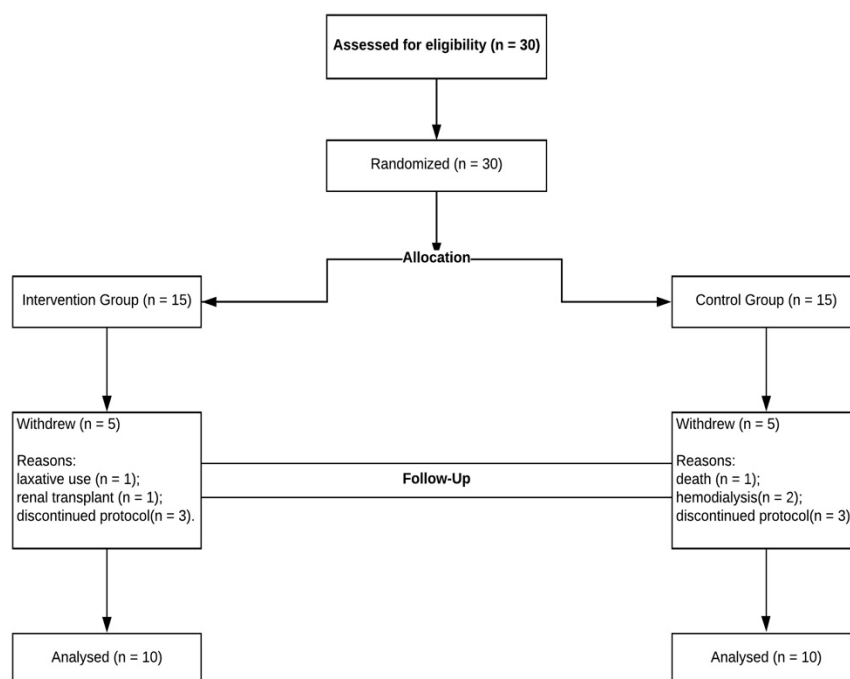 Assessed for eligibility (n = 30)
Randomized (n = 30)
Allocation
Intervention Group (n = 15)
Control Group (n = 15)
Withdrew (n = 5)
Reasons:
laxative use (n = 1);
renal transplant (n = 1);
discontinued protocol(n = 3).
Follow-Up
Withdrew (n = 5)
Reasons:
death (n = 1);
hemodialysis(n = 2);
discontinued protocol(n = 3)
Analysed (n = 10)
Analysed (n = 10)